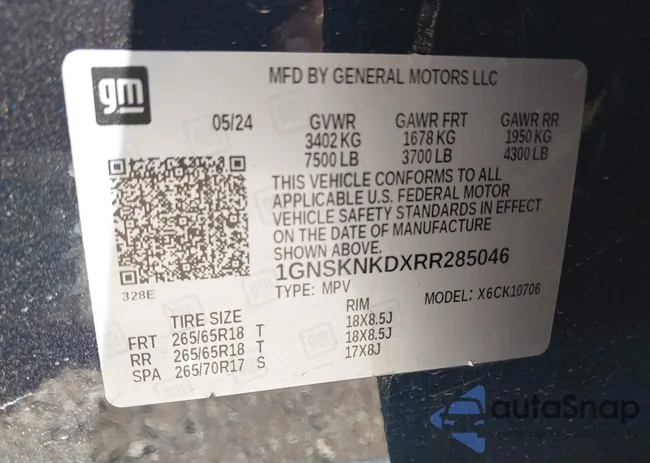 gm
MFD BY GENERAL MOTORS LLC
05/24 GVWR GAWR FRT GAWR RR
3402 KG 1678 KG 1950 KG
7500 LB 3700 LB 4300 LB
THIS VEHICLE CONFORMS TO ALL
APPLICABLE U.S. FEDERAL MOTOR
VEHICLE SAFETY STANDARDS IN EFFECT
ON THE DATE OF MANUFACTURE
SHOWN ABOVE.
1GNSKNKDXRR285046
328E
TYPE: MPV MODEL: X6CK10706
TIRE SIZE RIM
FRT 265/65R18 T 18X8.5J
RR 265/65R18 T 18X8.5J
SPA 265/70R17 S 17X8J
autoSnap